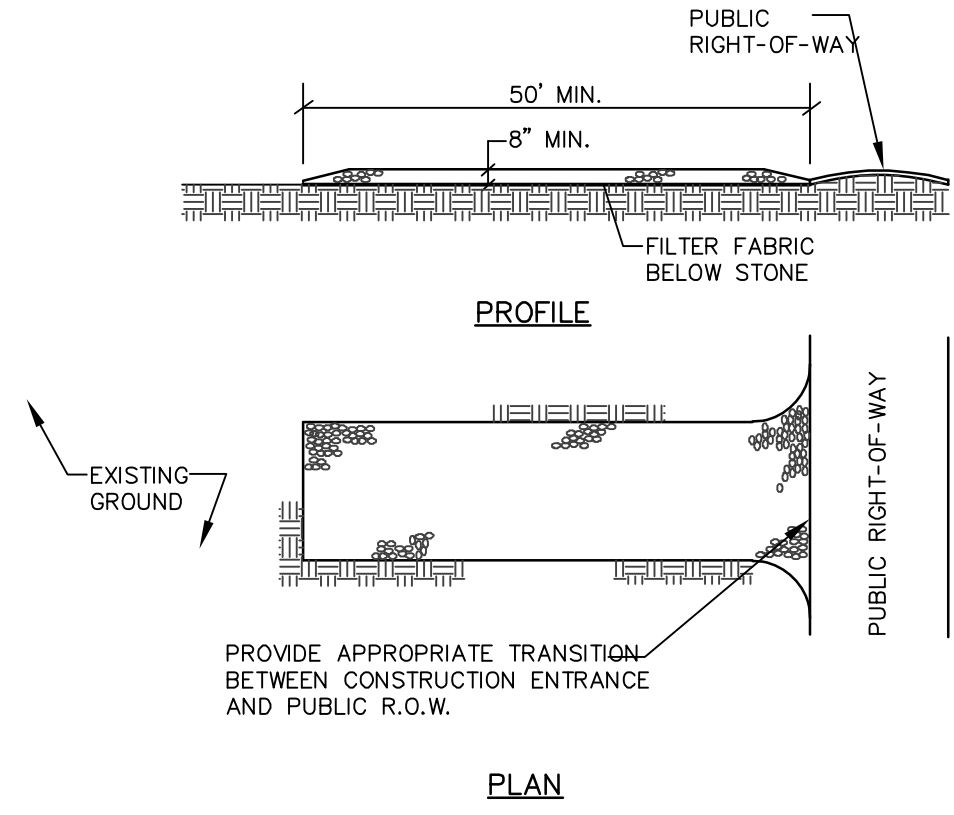 PUBLIC
RIGHT-OF-WAY
50' MIN.
8" MIN.
FILTER FABRIC
BELOW STONE
PROFILE
PUBLIC RIGHT-OF-WAY
EXISTING
GROUND
PROVIDE APPROPRIATE TRANSITION
BETWEEN CONSTRUCTION ENTRANCE
AND PUBLIC R.O.W.
PLAN